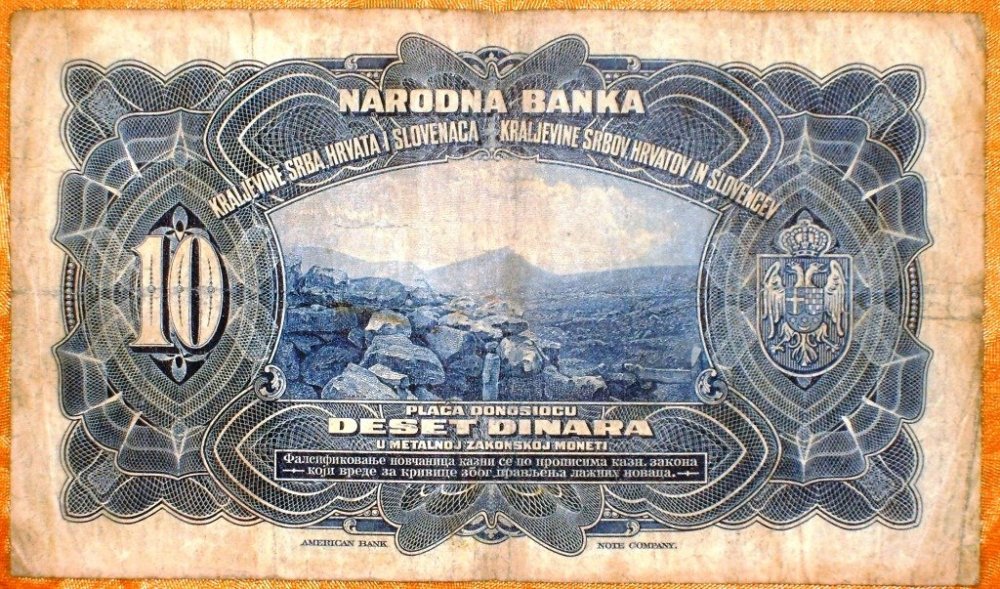 NARODNA BANKA
KRALJEVINE SRBA, HRVATA I SLOVENACA KRALJEVINE SRBOV, HRVATOV IN SLOVENCEV
10
PLAĆA DONOSIOCU
DESET DINARA
U METALNOJ ZAKONSKOJ MONETI
Фалсификовање новчаница казни се по прописима казн. закона
који вреде за кривице због прављења лажних новаца.
AMERICAN BANK NOTE COMPANY.